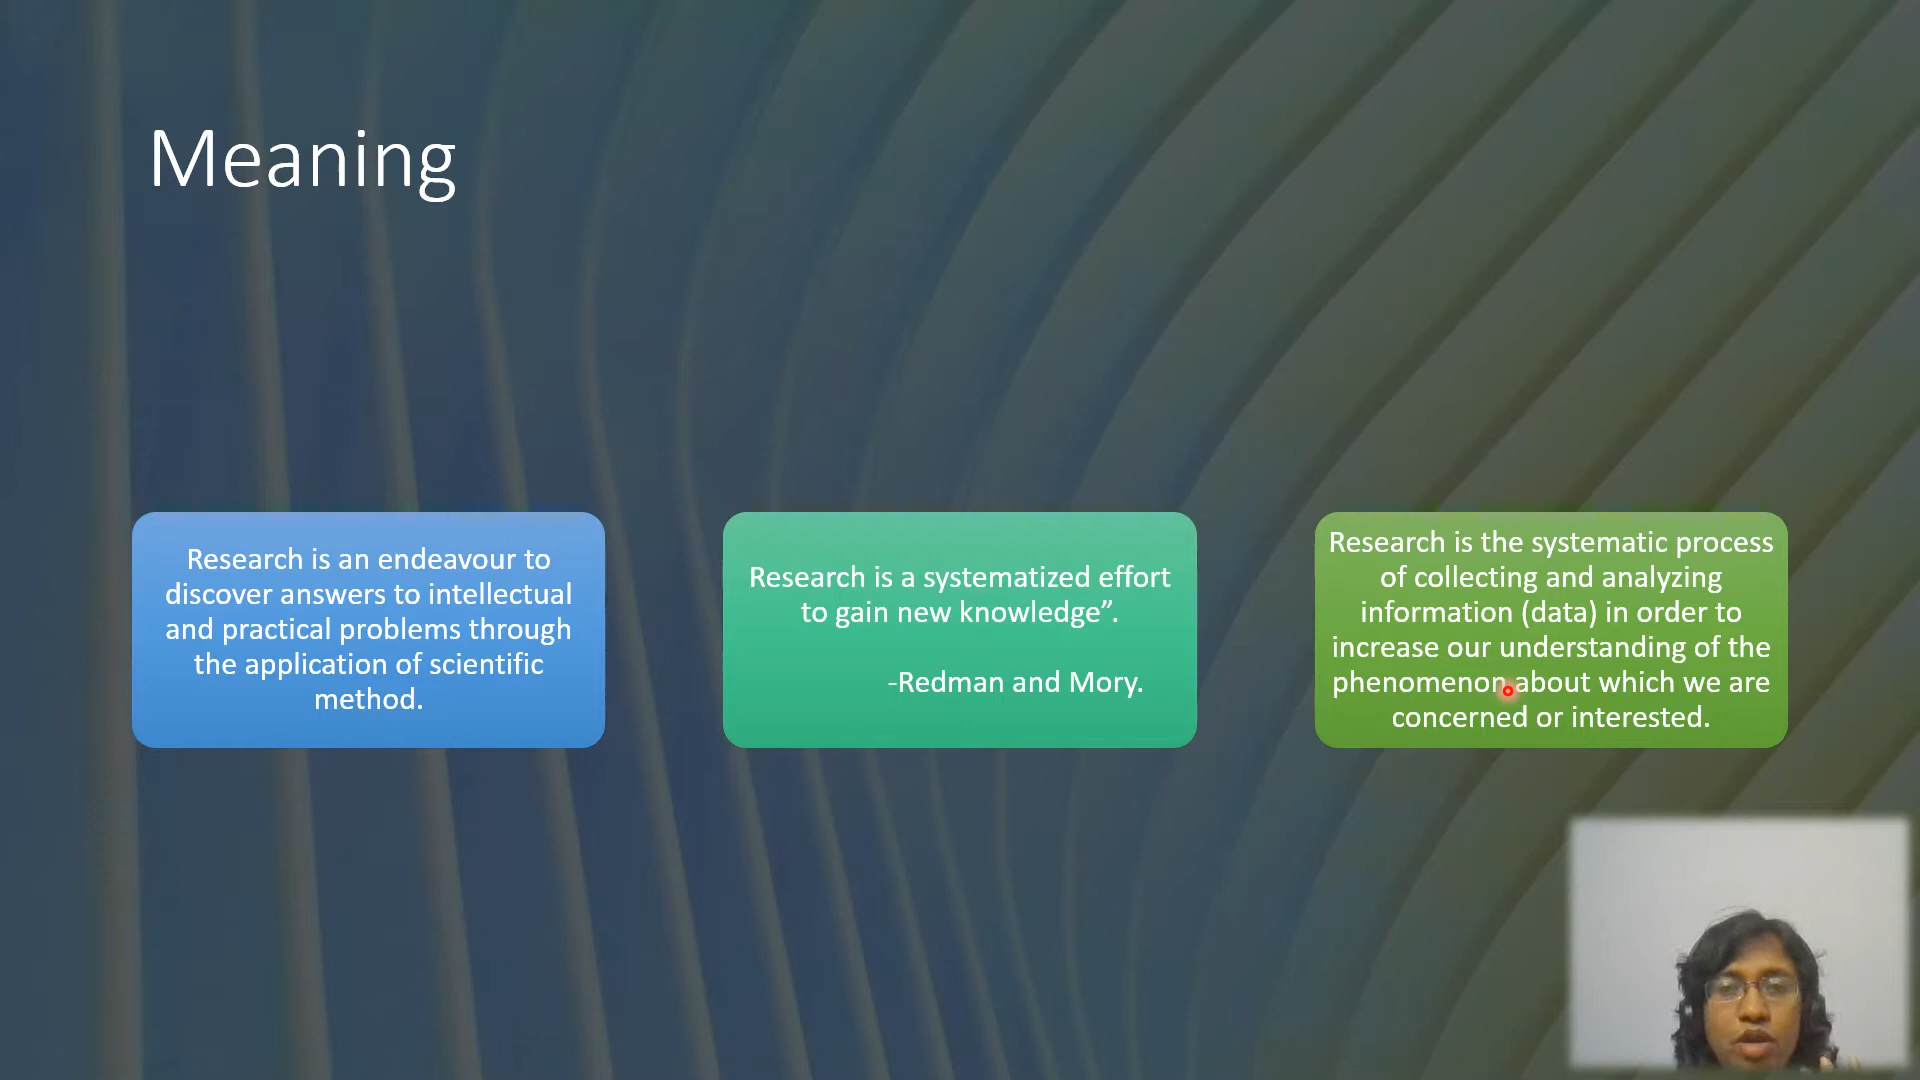 Meaning
Research is an endeavour to
discover answers to intellectual
and practical problems through
the application of scientific
method.
Research is a systematized effort
to gain new knowledge”.
-Redman and Mory.
Research is the systematic process
of collecting and analyzing
information (data) in order to
increase our understanding of the
phenomenon about which we are
concerned or interested.